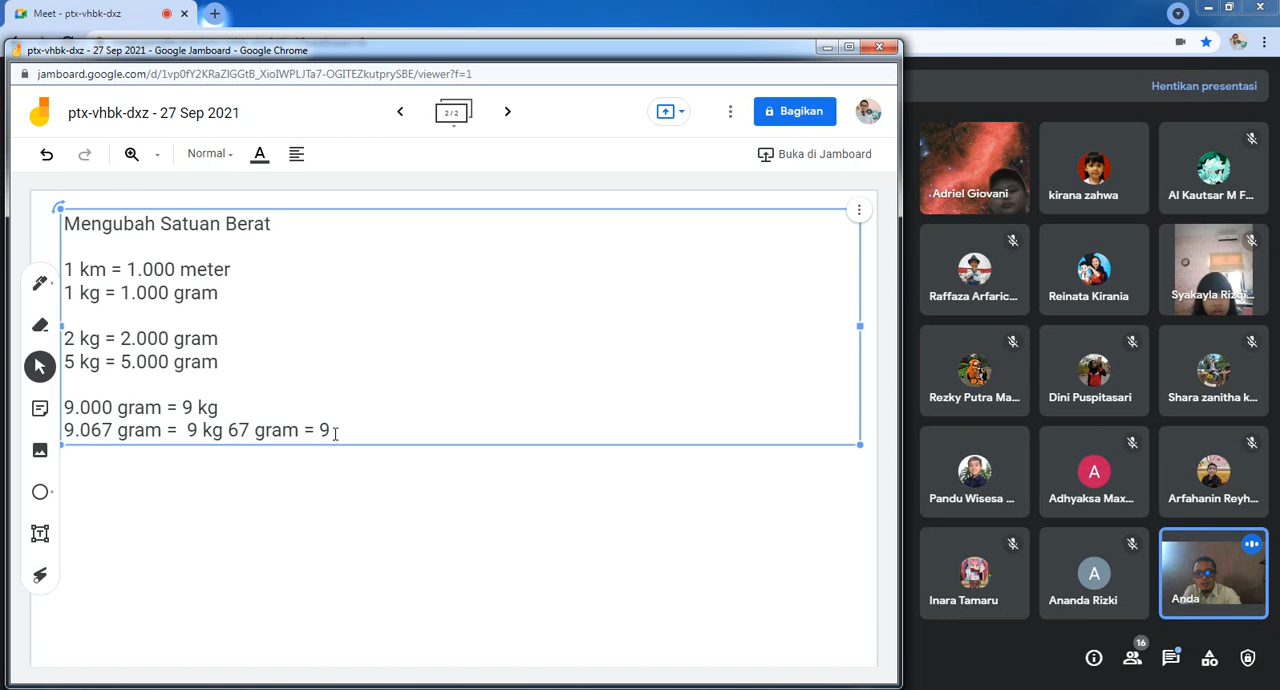 Meet - ptx-vhbk-dxz
ptx-vhbk-dxz - 27 Sep 2021 - Google Jamboard - Google Chrome
jamboard.google.com/d/1vp0fY2KRaZIGGtB_XioIWPLJTa7-OGITEZkutprySBE/viewer?f=1
Hentikan presentasi
ptx-vhbk-dxz - 27 Sep 2021
2 / 2
Bagikan
Normal
A
Buka di Jamboard
Mengubah Satuan Berat
1 km = 1.000 meter
1 kg = 1.000 gram
2 kg = 2.000 gram
5 kg = 5.000 gram
9.000 gram = 9 kg
9.067 gram =  9 kg 67 gram = 9
Adriel Giovani
kirana zahwa
Al Kautsar M F...
Raffaza Arfaric...
Reinata Kirania
Syakayla Rizqi...
Rezky Putra Ma...
Dini Puspitasari
Shara zanitha k...
Pandu Wisesa ...
A
Adhyaksa Max...
Arfahanin Reyh...
Inara Tamaru
A
Ananda Rizki
Anda
16